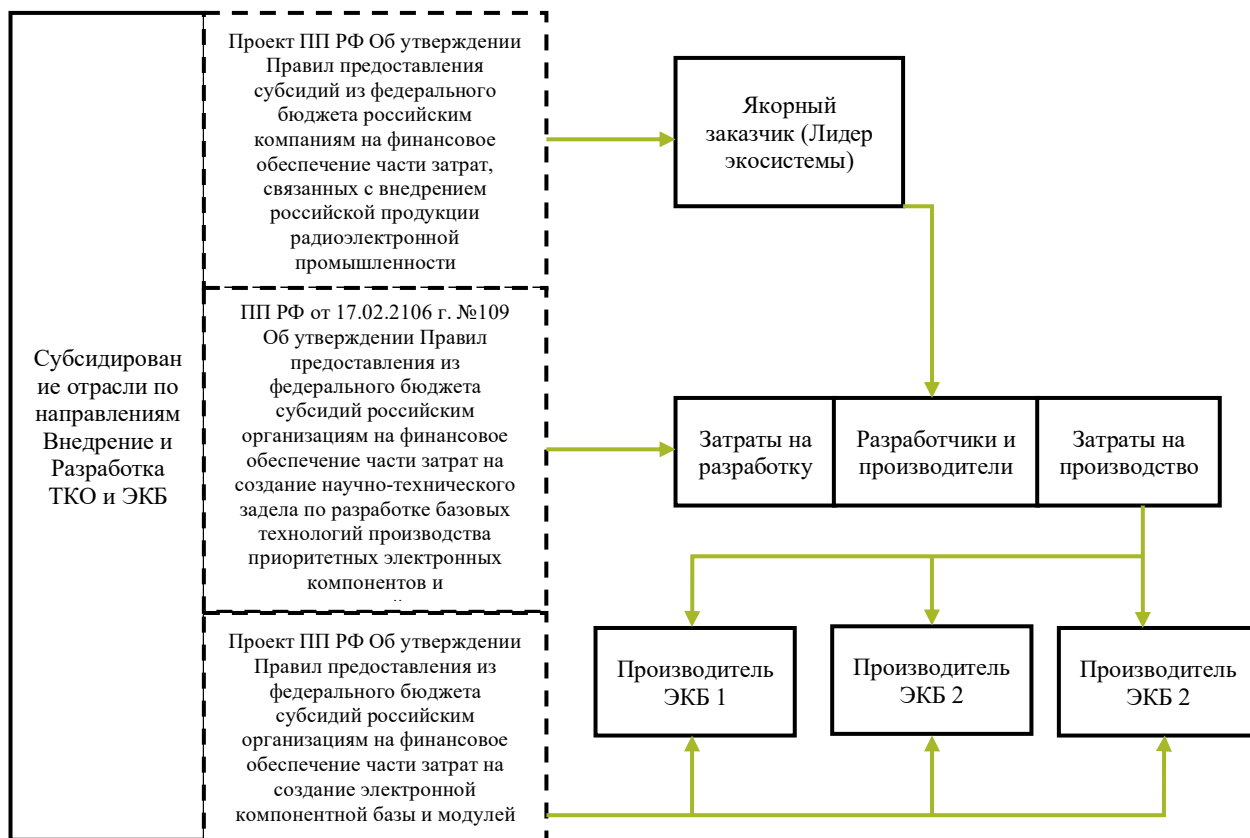 Субсидирован
ие отрасли по
направлениям
Внедрение и
Разработка
ТКО и ЭКБ
Проект ПП РФ Об утверждении
Правил предоставления
субсидий из федерального
бюджета российским
компаниям на финансовое
обеспечение части затрат,
связанных с внедрением
российской продукции
радиоэлектронной
промышленности
ПП РФ от 17.02.2106 г. №109
Об утверждении Правил
предоставления из
федерального бюджета
субсидий российским
организациям на финансовое
обеспечение части затрат на
создание научно-технического
задела по разработке базовых
технологий производства
приоритетных электронных
компонентов и
Проект ПП РФ Об утверждении
Правил предоставления из
федерального бюджета
субсидий российским
организациям на финансовое
обеспечение части затрат на
создание электронной
компонентной базы и модулей
Якорный
заказчик (Лидер
экосистемы)
Затраты на
разработку
Разработчики и
производители
Затраты на
производство
Производитель
ЭКБ 1
Производитель
ЭКБ 2
Производитель
ЭКБ 2